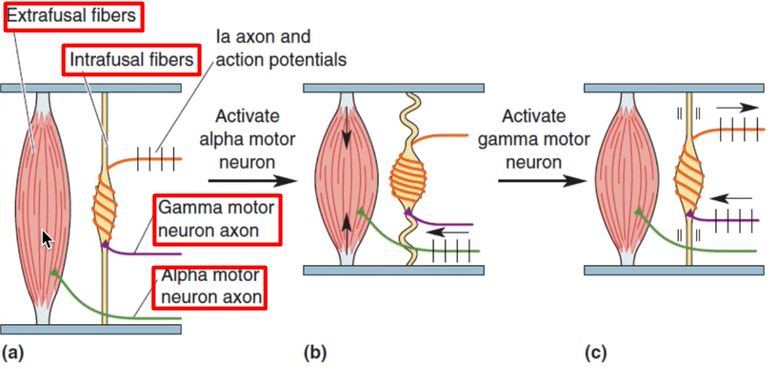 Extrafusal fibers
Intrafusal fibers
Ia axon and
action potentials
Gamma motor
neuron axon
Alpha motor
neuron axon
(a)
Activate
alpha motor
neuron
(b)
Activate
gamma motor
neuron
(c)